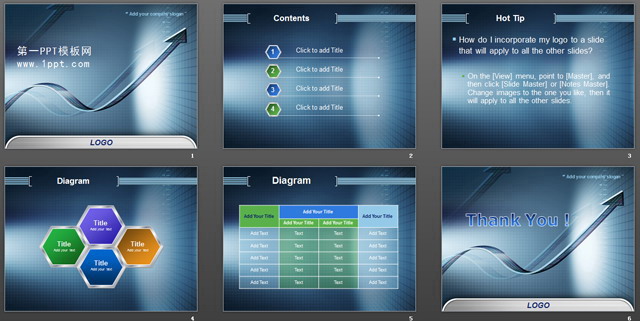 " Add your company slogan "
第一PPT模板网
www.1ppt.com
LOGO
1
Contents
1 Click to add Title
2 Click to add Title
3 Click to add Title
4 Click to add Title
2
Hot Tip
How do I incorporate my logo to a slide
that will apply to all the other slides?
On the [View] menu, point to [Master], and
then click [Slide Master] or [Notes Master].
Change images to the one you like, then it
will apply to all the other slides.
3
Diagram
Title
Add your text
Title
Add your text
Title
Add your text
Title
Add your text
4
Diagram
Add Your Title Add Your Title Add Your Title
Add Your Title Add Your Title
Add Text Text Text Add Text
Add Text Text Text Add Text
Add Text Text Text Add Text
Add Text Text Text Add Text
Add Text Text Text Add Text
5
" Add your company slogan "
Thank You !
LOGO
6